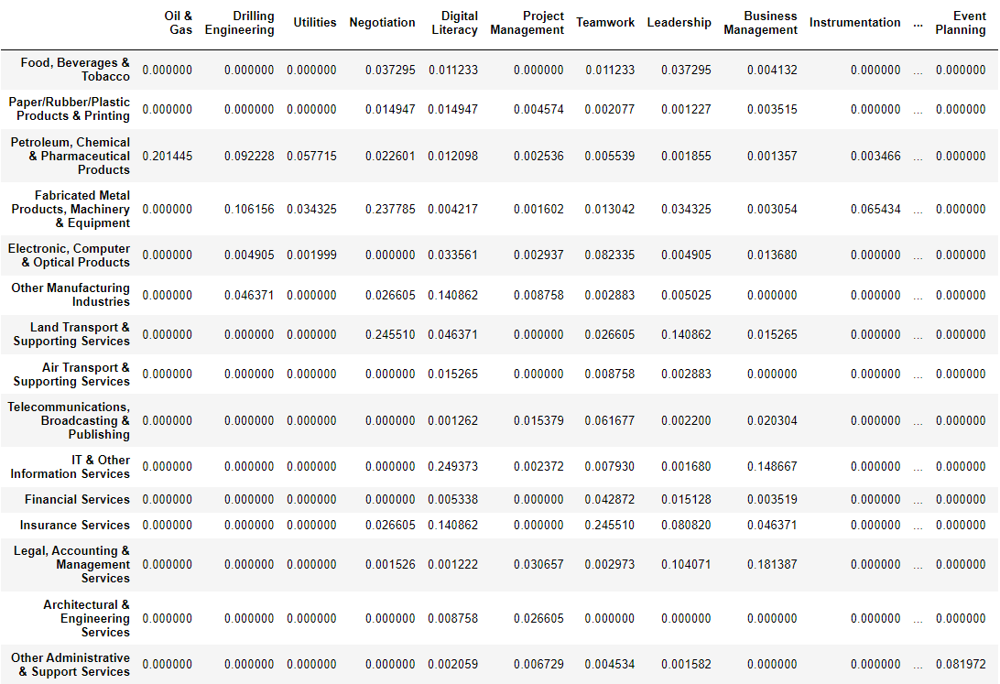 Oil & Gas Drilling Engineering Utilities Negotiation Digital Literacy Project Management Teamwork Leadership Business Management Instrumentation ... Event Planning
Food, Beverages & Tobacco 0.000000 0.000000 0.000000 0.037295 0.011233 0.000000 0.011233 0.037295 0.004132 0.000000 ... 0.000000
Paper/Rubber/Plastic Products & Printing 0.000000 0.000000 0.000000 0.014947 0.014947 0.004574 0.002077 0.001227 0.003515 0.000000 ... 0.000000
Petroleum, Chemical & Pharmaceutical Products 0.201445 0.092228 0.057715 0.022601 0.012098 0.002536 0.005539 0.001855 0.001357 0.003466 ... 0.000000
Fabricated Metal Products, Machinery & Equipment 0.000000 0.106156 0.034325 0.237785 0.004217 0.001602 0.013042 0.034325 0.003054 0.065434 ... 0.000000
Electronic, Computer & Optical Products 0.000000 0.004905 0.001999 0.000000 0.033561 0.002937 0.082335 0.004905 0.013680 0.000000 ... 0.000000
Other Manufacturing Industries 0.000000 0.046371 0.000000 0.026605 0.140862 0.008758 0.002883 0.005025 0.000000 0.000000 ... 0.000000
Land Transport & Supporting Services 0.000000 0.000000 0.000000 0.245510 0.046371 0.000000 0.026605 0.140862 0.015265 0.000000 ... 0.000000
Air Transport & Supporting Services 0.000000 0.000000 0.000000 0.000000 0.015265 0.000000 0.008758 0.002883 0.000000 0.000000 ... 0.000000
Telecommunications, Broadcasting & Publishing 0.000000 0.000000 0.000000 0.000000 0.001262 0.015379 0.061677 0.002200 0.020304 0.000000 ... 0.000000
IT & Other Information Services 0.000000 0.000000 0.000000 0.000000 0.249373 0.002372 0.007930 0.001680 0.148667 0.000000 ... 0.000000
Financial Services 0.000000 0.000000 0.000000 0.000000 0.005338 0.000000 0.042872 0.015128 0.003519 0.000000 ... 0.000000
Insurance Services 0.000000 0.000000 0.000000 0.026605 0.140862 0.000000 0.245510 0.080820 0.046371 0.000000 ... 0.000000
Legal, Accounting & Management Services 0.000000 0.000000 0.000000 0.001526 0.001222 0.030657 0.002973 0.104071 0.181387 0.000000 ... 0.000000
Architectural & Engineering Services 0.000000 0.000000 0.000000 0.000000 0.008758 0.026605 0.000000 0.000000 0.000000 0.000000 ... 0.000000
Other Administrative & Support Services 0.000000 0.000000 0.000000 0.000000 0.002059 0.006729 0.004534 0.001582 0.000000 0.000000 ... 0.081972